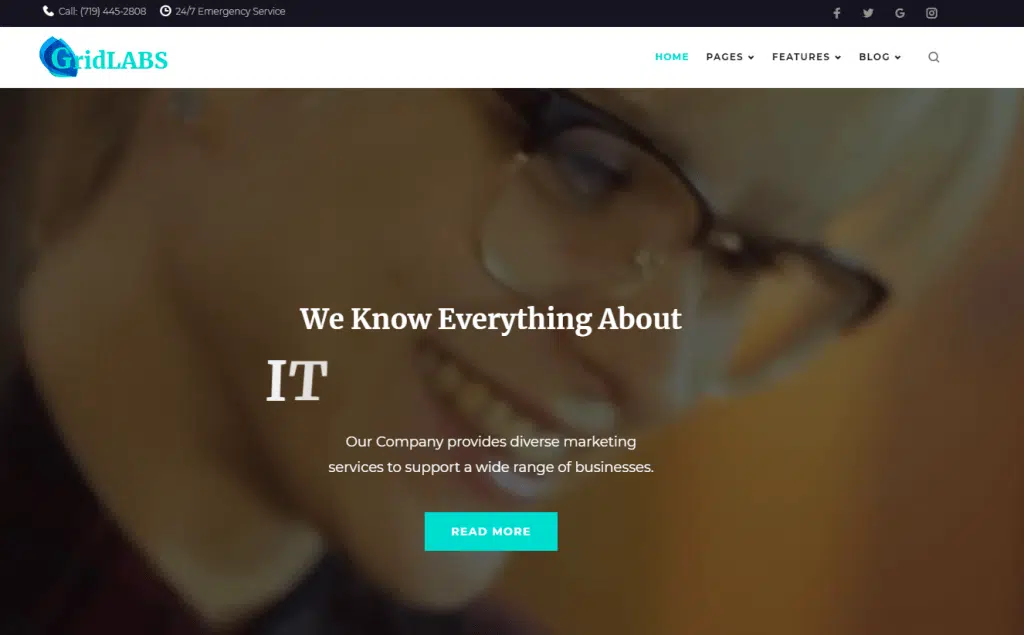 Call: (719) 445-2808 24/7 Emergency Service
GridLABS
HOME PAGES FEATURES BLOG
We Know Everything About
IT
Our Company provides diverse marketing
services to support a wide range of businesses.
READ MORE